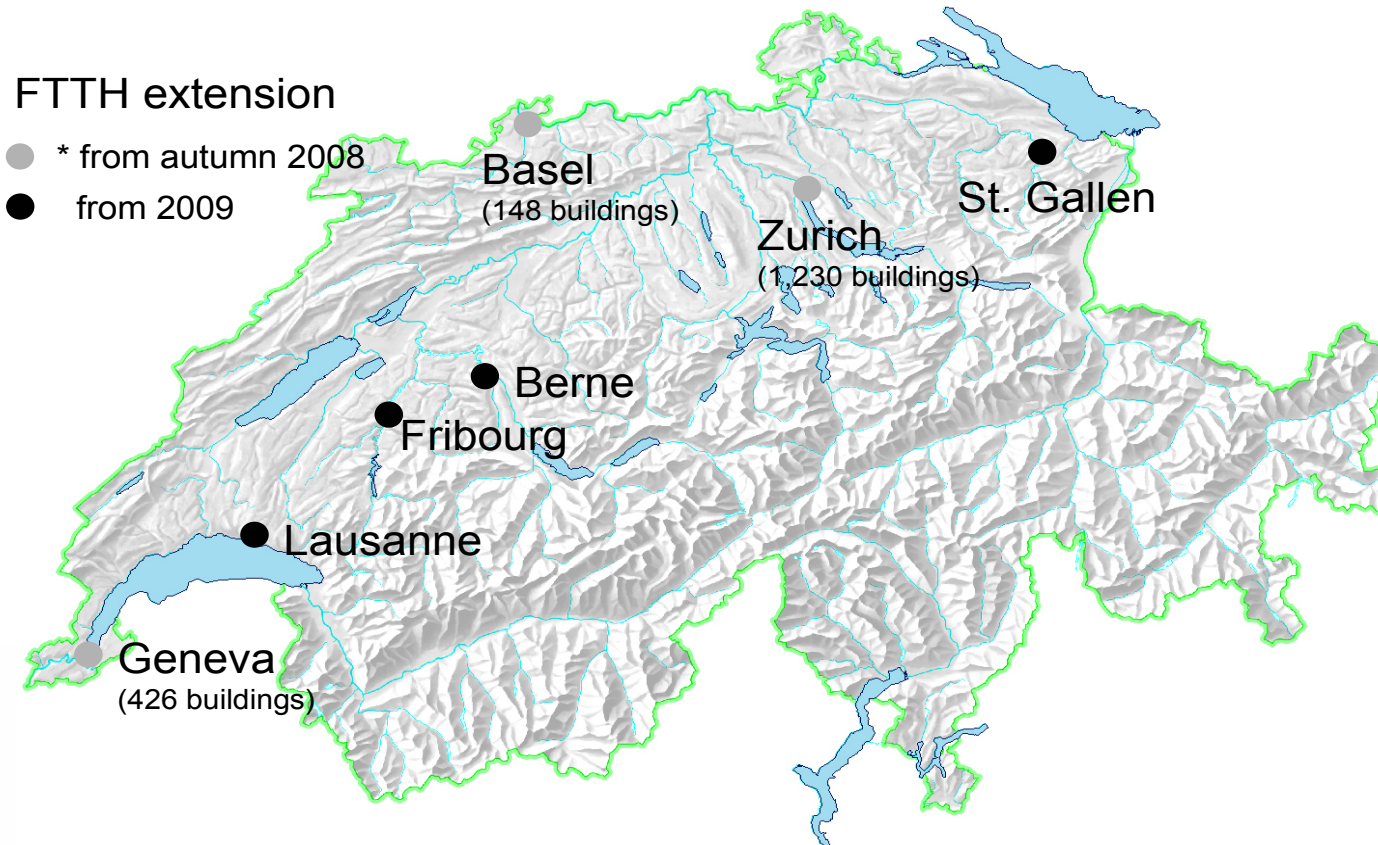 FTTH extension
* from autumn 2008
from 2009
Basel
(148 buildings)
St. Gallen
Zurich
(1,230 buildings)
Berne
Fribourg
Lausanne
Geneva
(426 buildings)